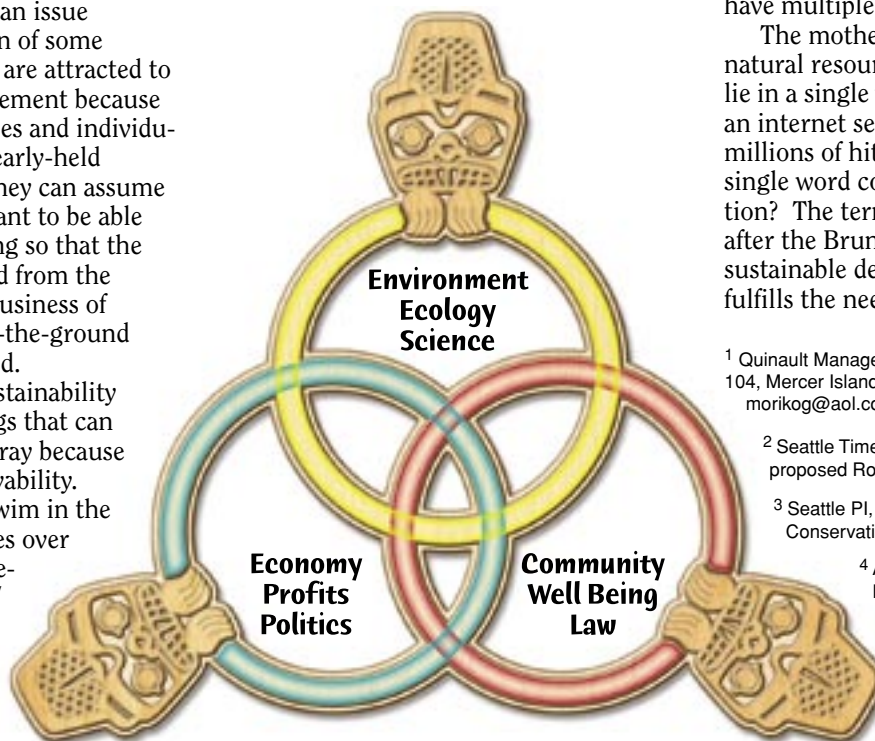 an issue
n of some
are attracted to
ement because
es and individu-
early-held
hey can assume
ant to be able
ng so that the
d from the
usiness of
-the-ground
d.
stainability
gs that can
ray because
vability.
wim in the
es over
e-
Environment
Ecology
Science
Economy
Profits
Politics
Community
Well Being
Law
have multiple
The mothe
natural resour
lie in a single
an internet se
millions of hit
single word co
tion? The ter
after the Brun
sustainable de
fulfills the nee
1 Quinault Manage
104, Mercer Island
morikog@aol.co
2 Seattle Time
proposed Ro
3 Seattle PI,
Conservati
4